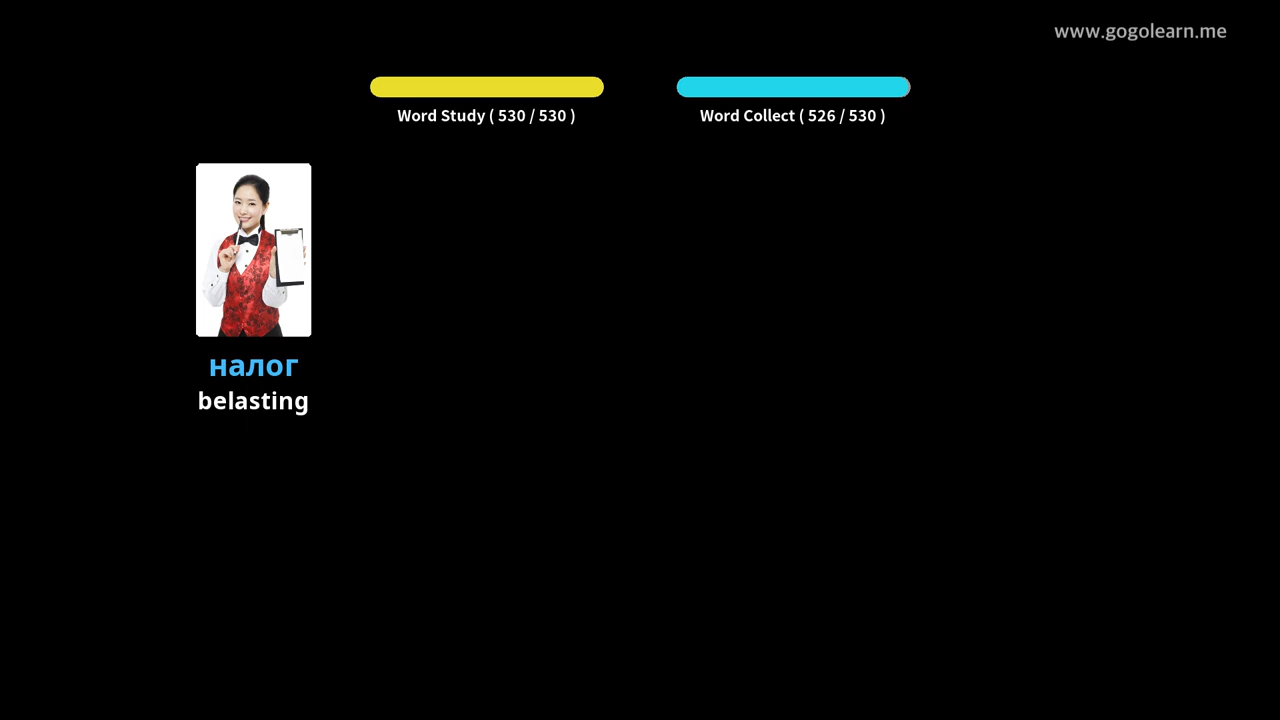 www.gogolearn.me
Word Study ( 530 / 530 )
Word Collect ( 526 / 530 )
налог
belasting